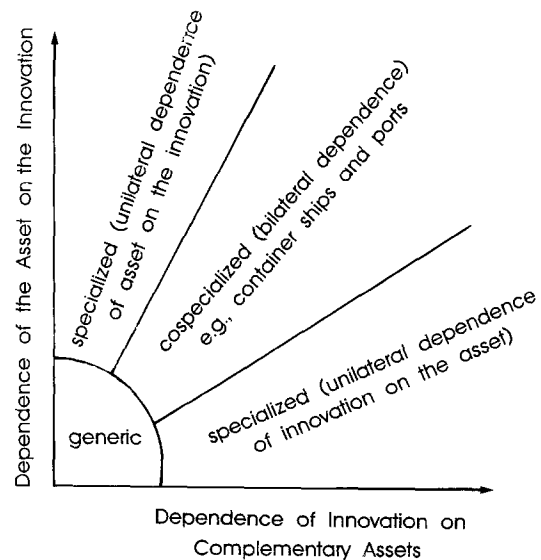 Dependence of the Asset on the Innovation
specialized (unilateral dependence
of asset on the innovation)
cospecialized (bilateral dependence)
e.g., container ships and ports
specialized (unilateral dependence
of innovation on the asset)
generic
Dependence of Innovation on
Complementary Assets